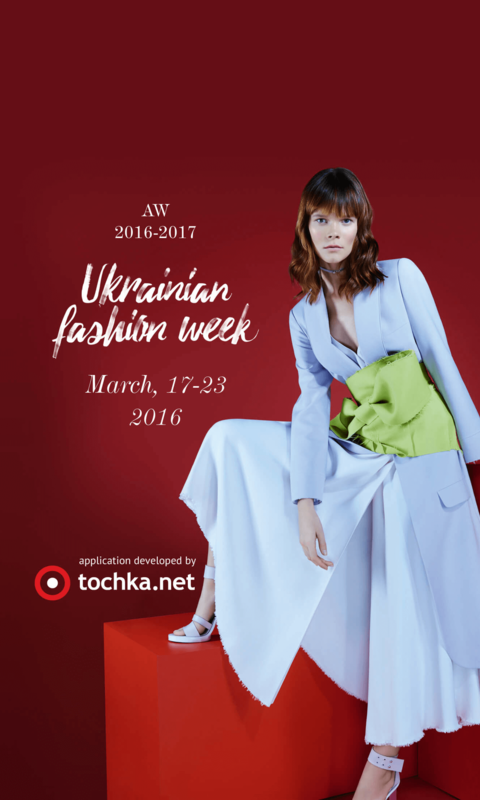 AW
2016-2017
Ukrainian
fashion week
March, 17-23
2016
application developed by
tochka.net